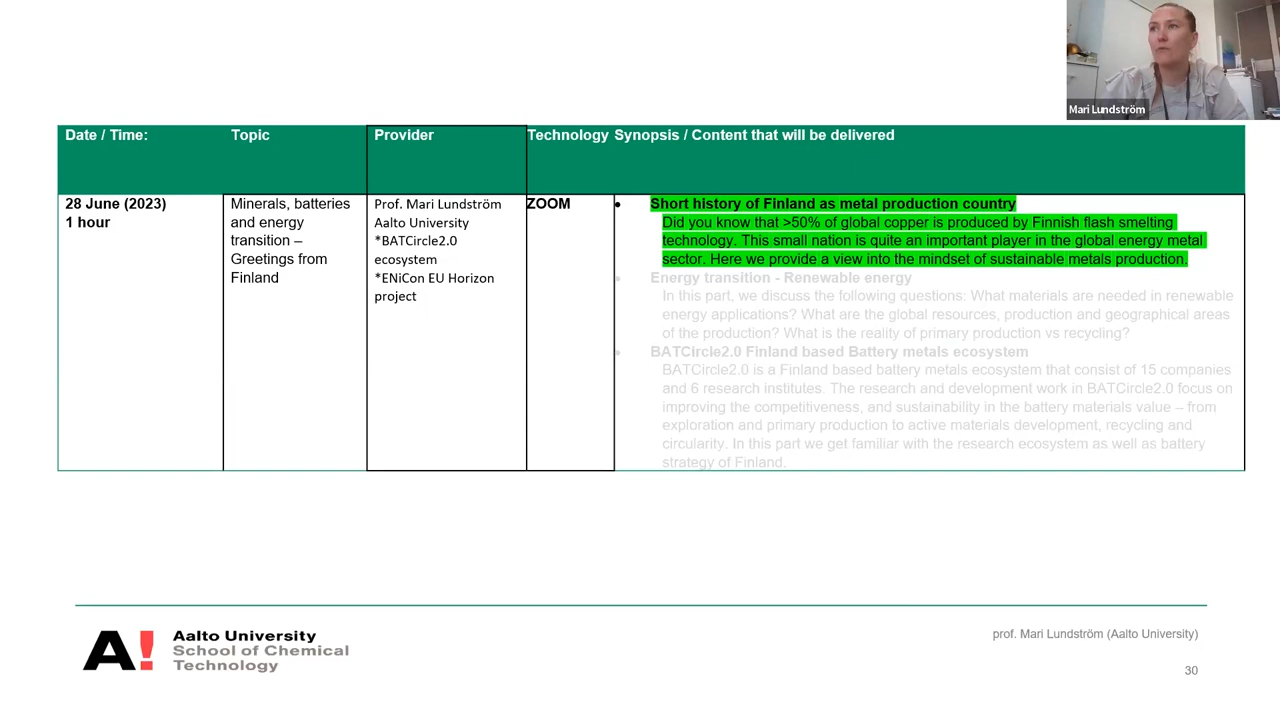 Mari Lundström
Date / Time:
Topic
Provider
Technology
Synopsis / Content that will be delivered
28 June (2023)
1 hour
Minerals, batteries
and energy
transition –
Greetings from
Finland
Prof. Mari Lundström
Aalto University
*BATCircle2.0
ecosystem
*ENiCon EU Horizon
project
ZOOM
• Short history of Finland as metal production country
Did you know that >50% of global copper is produced by Finnish flash smelting
technology. This small nation is quite an important player in the global energy metal
sector. Here we provide a view into the mindset of sustainable metals production.
• Energy transition - Renewable energy
In this part, we discuss the following questions: What materials are needed in renewable
energy applications? What are the global resources, production and geographical areas
of the production? What is the reality of primary production vs recycling?
• BATCircle2.0 Finland based Battery metals ecosystem
BATCircle2.0 is a Finland based battery metals ecosystem that consist of 15 companies
and 6 research institutes. The research and development work in BATCircle2.0 focus on
improving the competitiveness, and sustainability in the battery materials value – from
exploration and primary production to active materials development, recycling and
circularity. In this part we get familiar with the research ecosystem as well as battery
strategy of Finland.
A!
Aalto University
School of Chemical
Technology
prof. Mari Lundström (Aalto University)
30